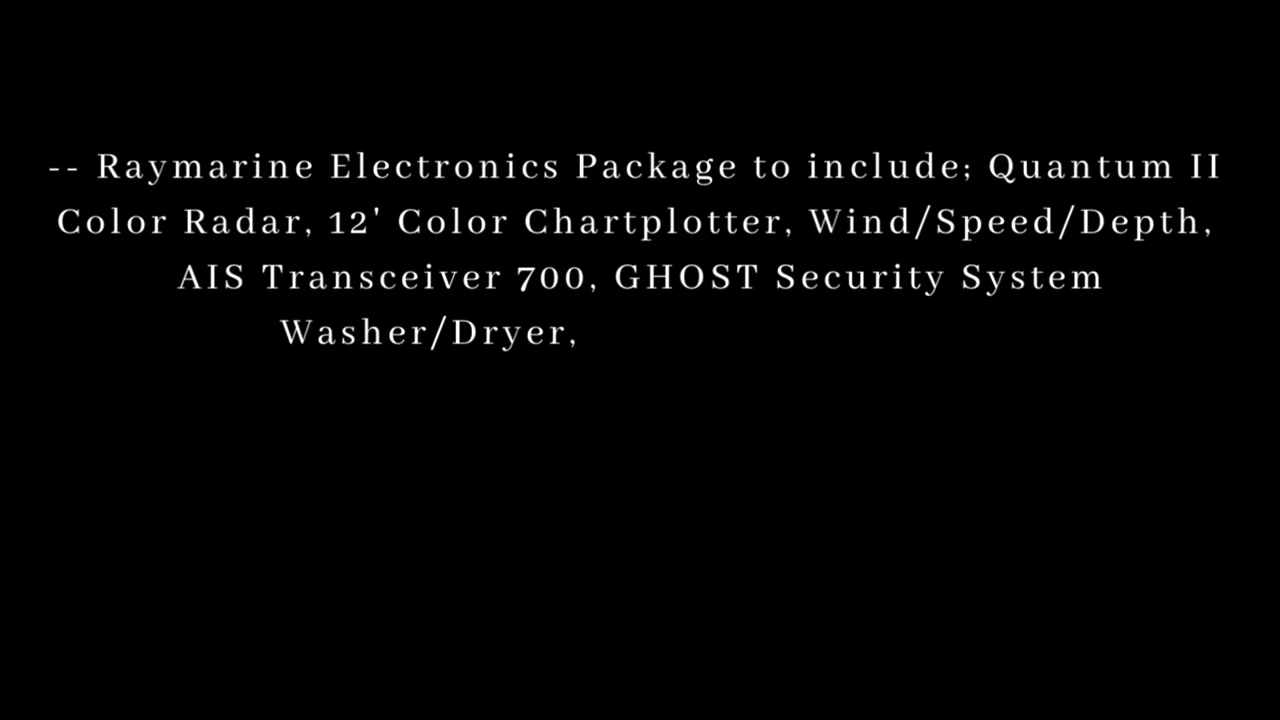 -- Raymarine Electronics Package to include; Quantum II
Color Radar, 12' Color Chartplotter, Wind/Speed/Depth,
AIS Transceiver 700, GHOST Security System
Washer/Dryer,